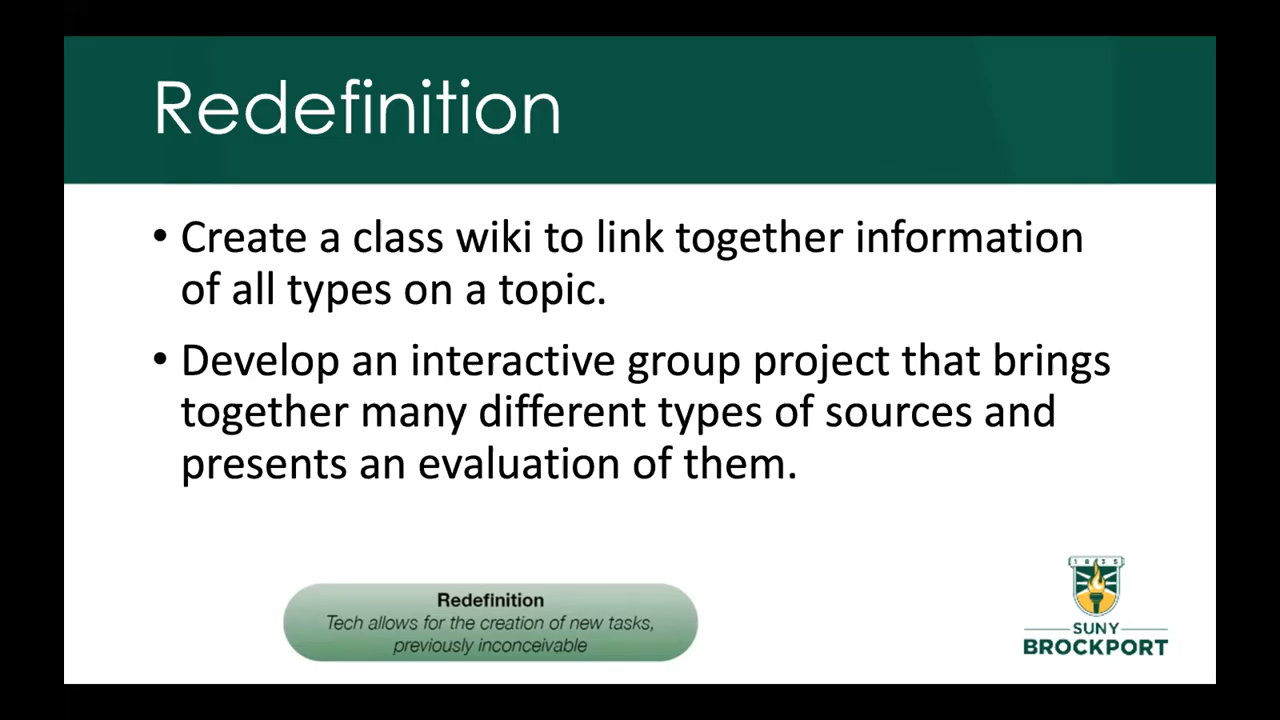 Redefinition
• Create a class wiki to link together information
of all types on a topic.
• Develop an interactive group project that brings
together many different types of sources and
presents an evaluation of them.
Redefinition
Tech allows for the creation of new tasks,
previously inconceivable
1835
SUNY
BROCKPORT